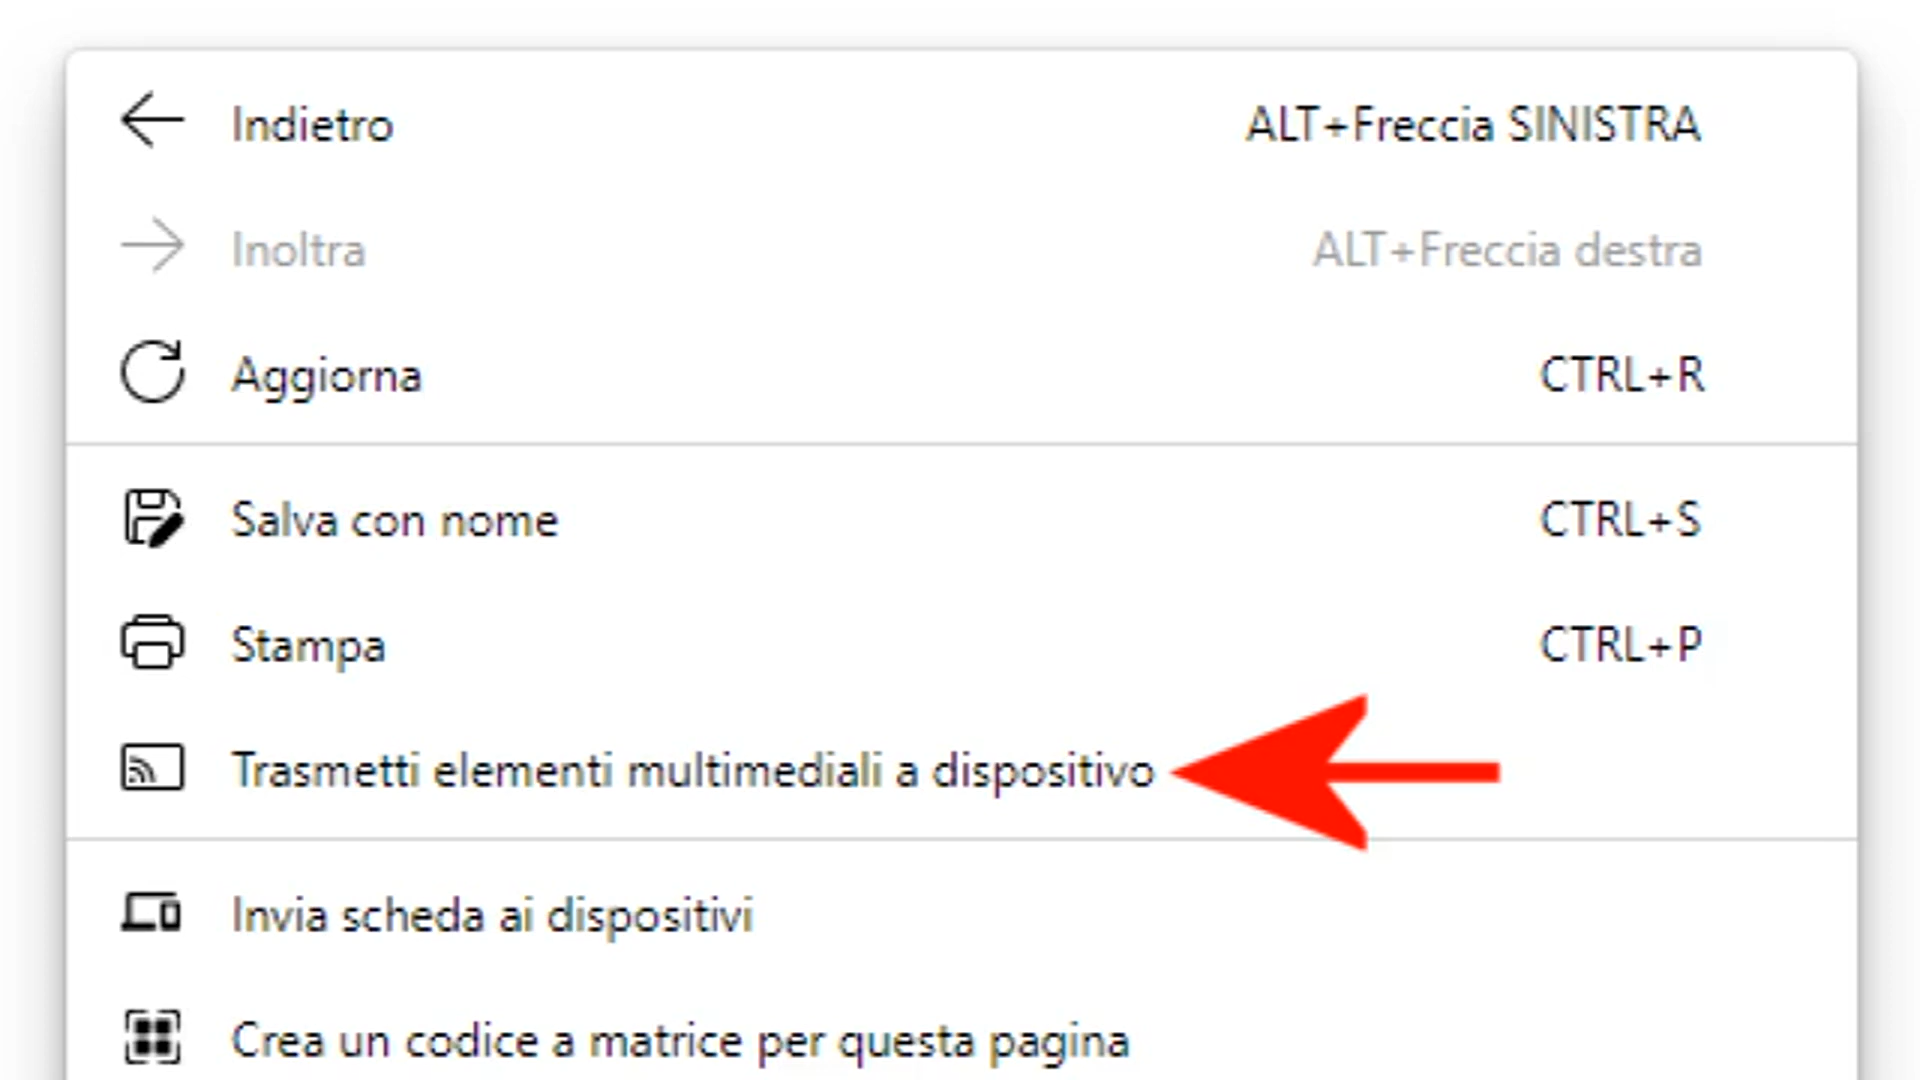 Indietro ALT+Freccia SINISTRA
Inoltra ALT+Freccia destra
Aggiorna CTRL+R
Salva con nome CTRL+S
Stampa CTRL+P
Trasmetti elementi multimediali a dispositivo
Invia scheda ai dispositivi
Crea un codice a matrice per questa pagina